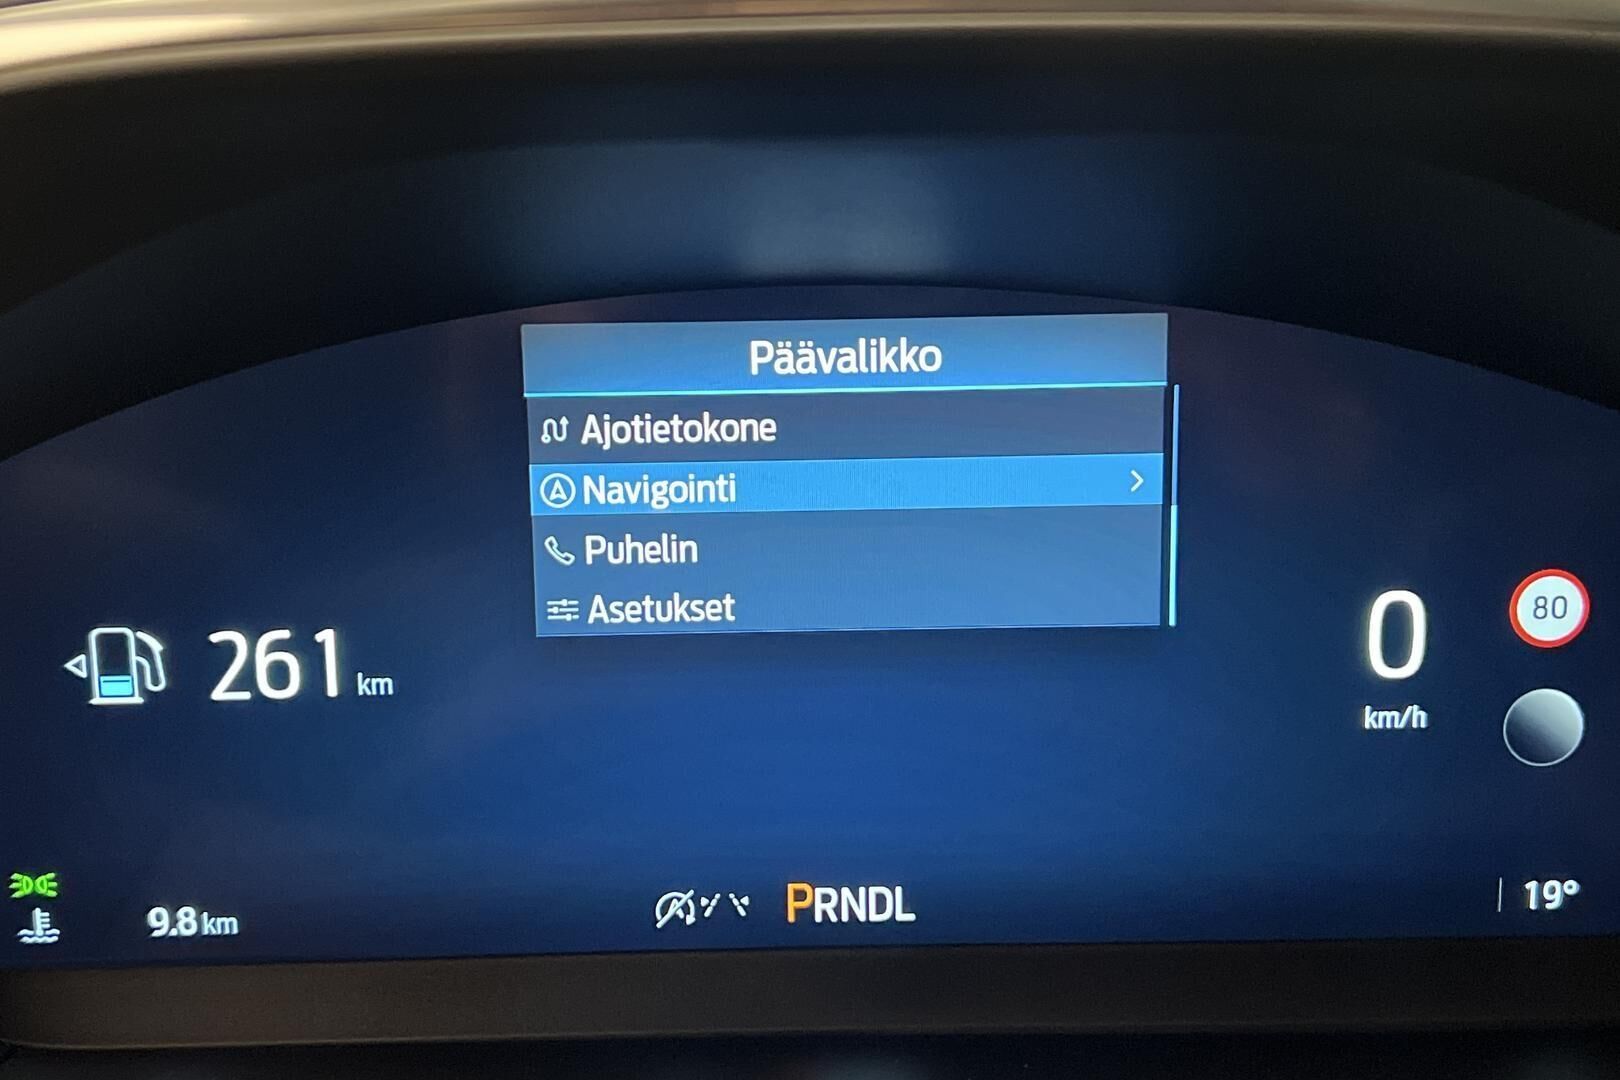 Päävalikko
Ajotietokone
Navigointi
Puhelin
Asetukset
261 km
0
km/h
80
9.8 km
PRNDL
19°